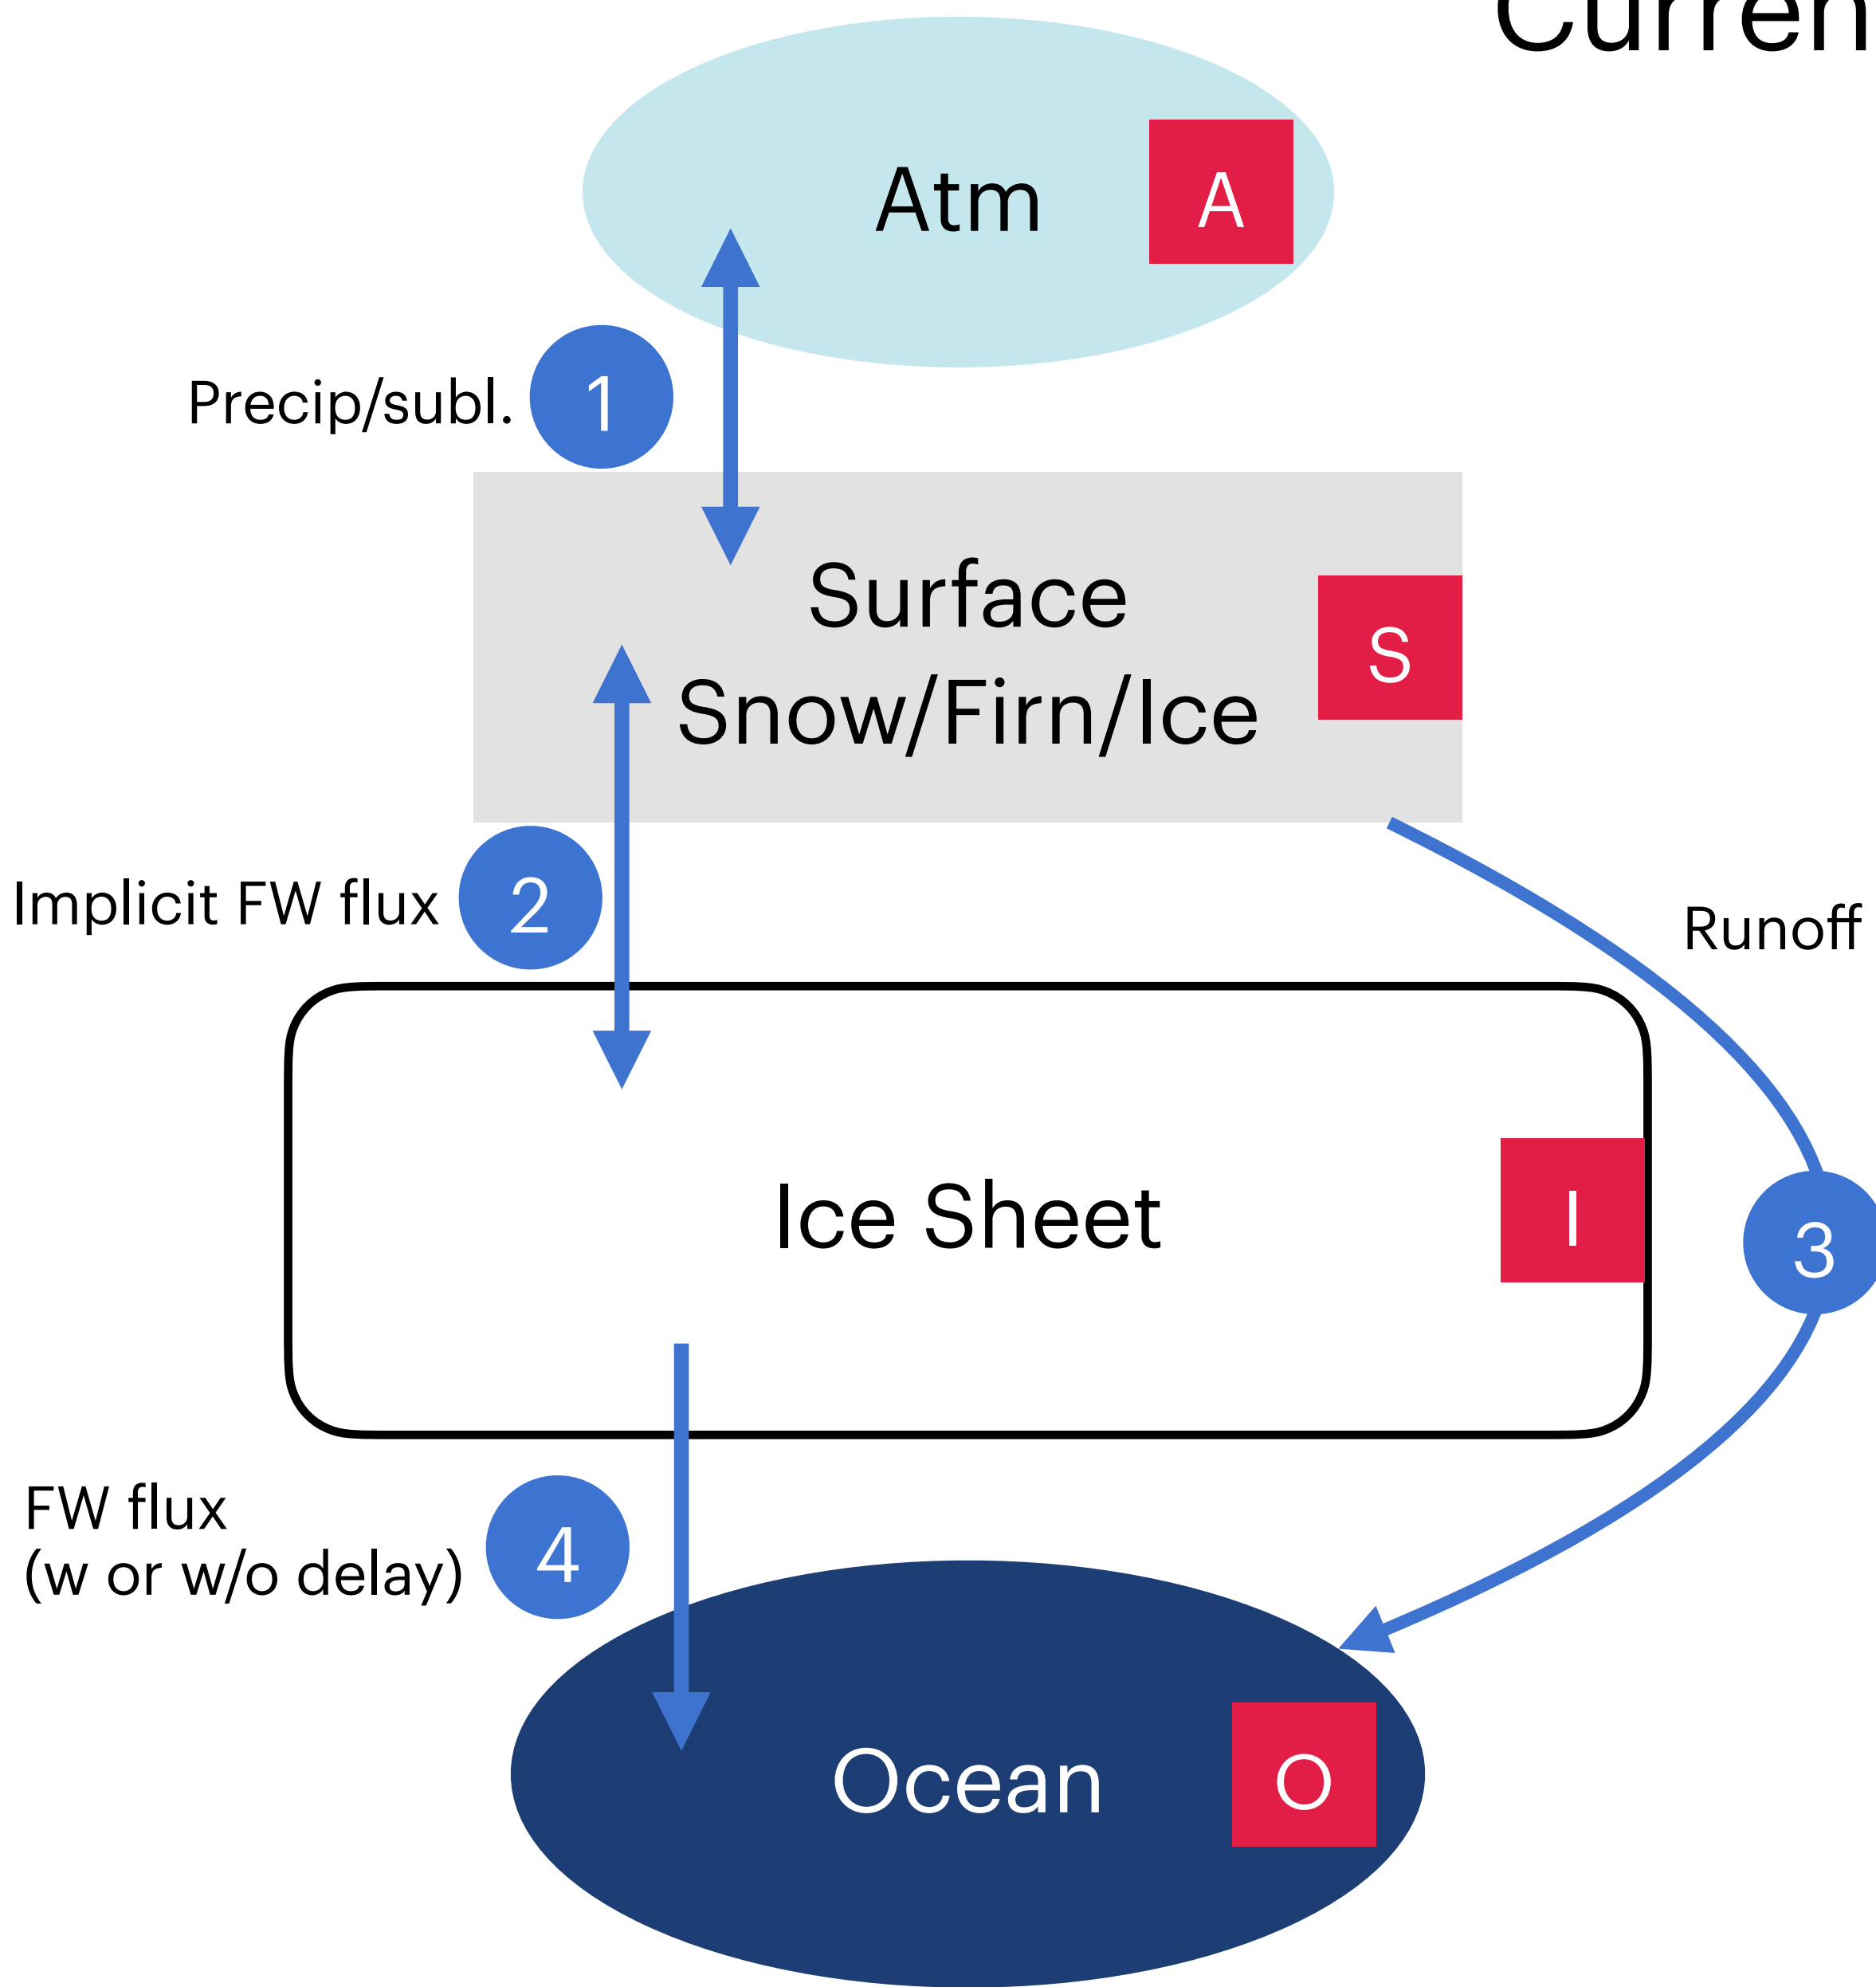 Curren
Atm
A
Precip/subl.
1
Surface
Snow/Firn/Ice
S
Implicit FW flux
2
Runoff
Ice Sheet
I
3
FW flux
(w or w/o delay)
4
Ocean
O